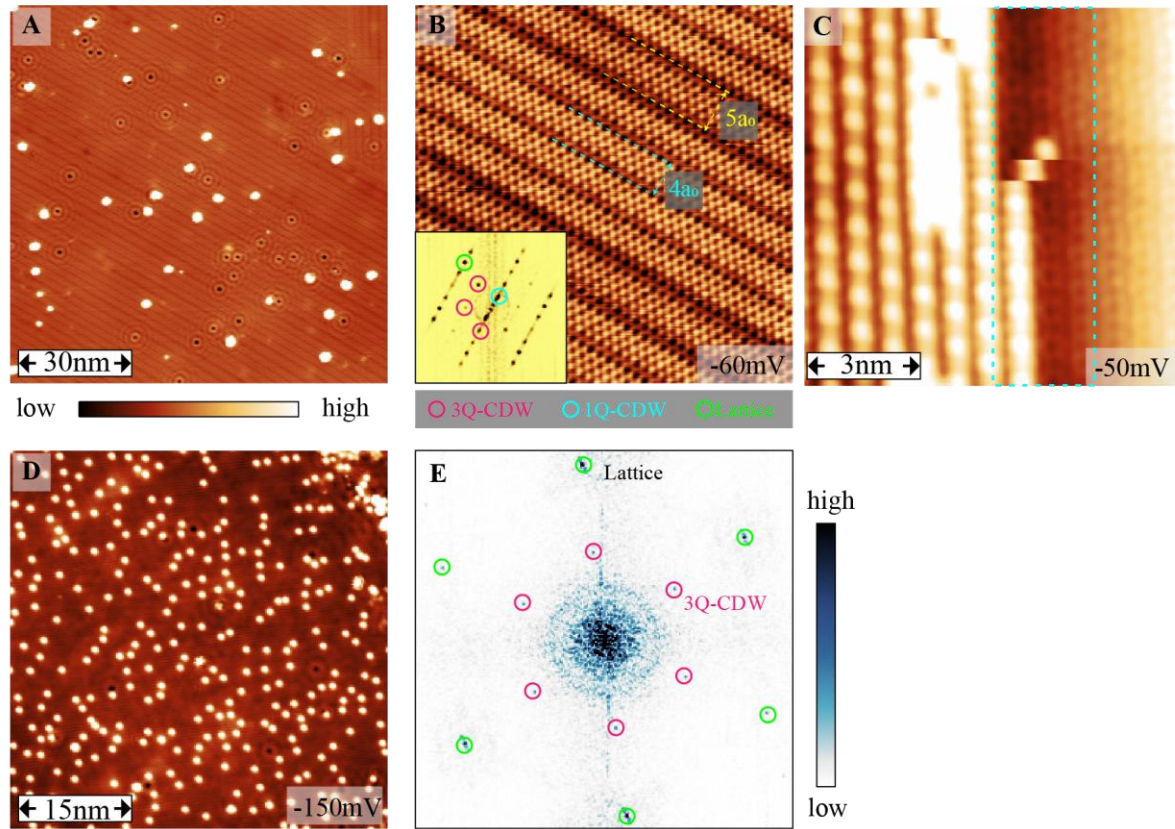 A
30nm
low
high
B
5a₀
4a₀
-60mV
3Q-CDW
1Q-CDW
Lattice
C
3nm
-50mV
D
15nm
-150mV
E
Lattice
3Q-CDW
high
low